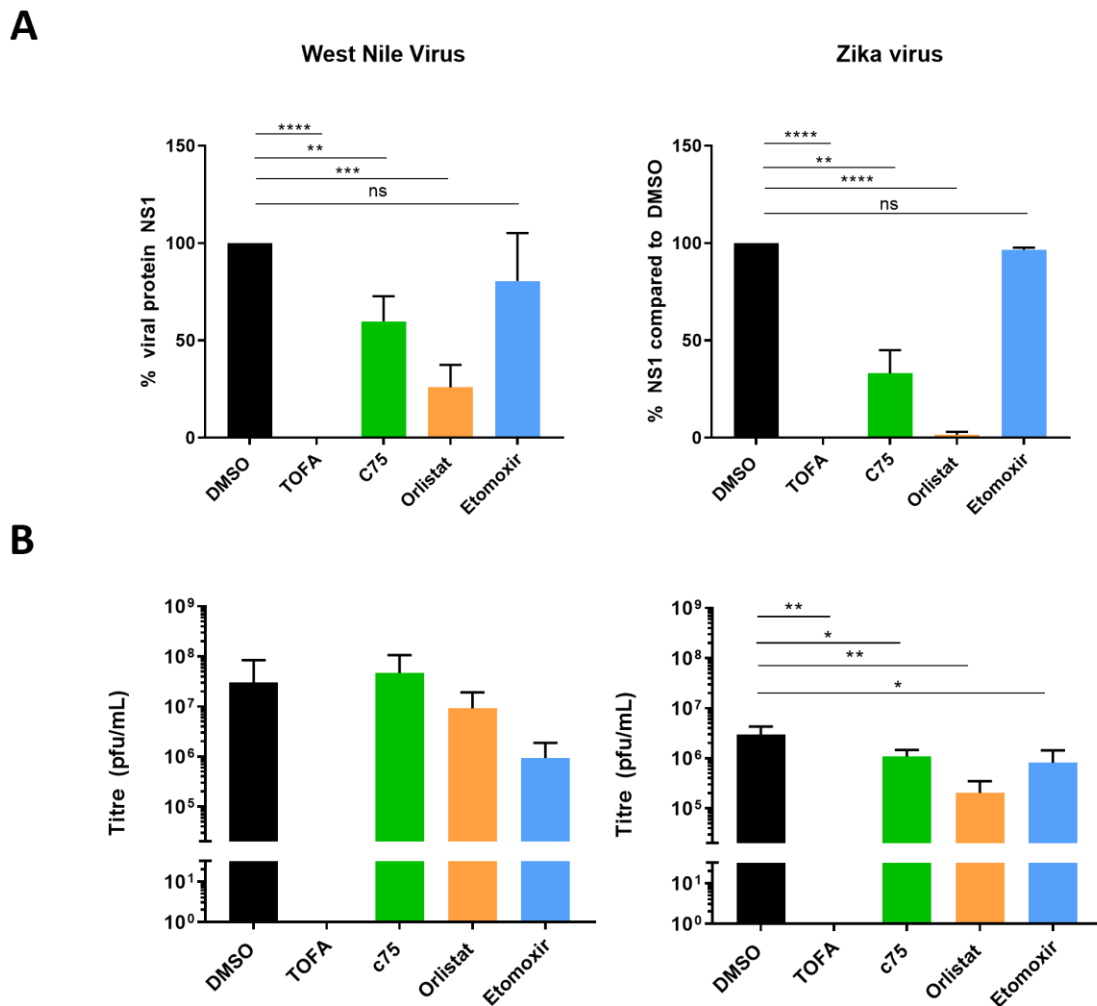 A
West Nile Virus
Zika virus
****
**
***
ns
150
100
50
0
% viral protein NS1
DMSO
TOFA
C75
Orlistat
Etomoxir
****
**
****
ns
150
100
50
0
% NS1 compared to DMSO
DMSO
TOFA
C75
Orlistat
Etomoxir
B
10⁹
10⁸
10⁷
10⁶
10⁵
10¹
10⁰
Titre (pfu/mL)
DMSO
TOFA
c75
Orlistat
Etomoxir
**
*
**
*
10⁹
10⁸
10⁷
10⁶
10⁵
10¹
10⁰
Titre (pfu/mL)
DMSO
TOFA
c75
Orlistat
Etomoxir